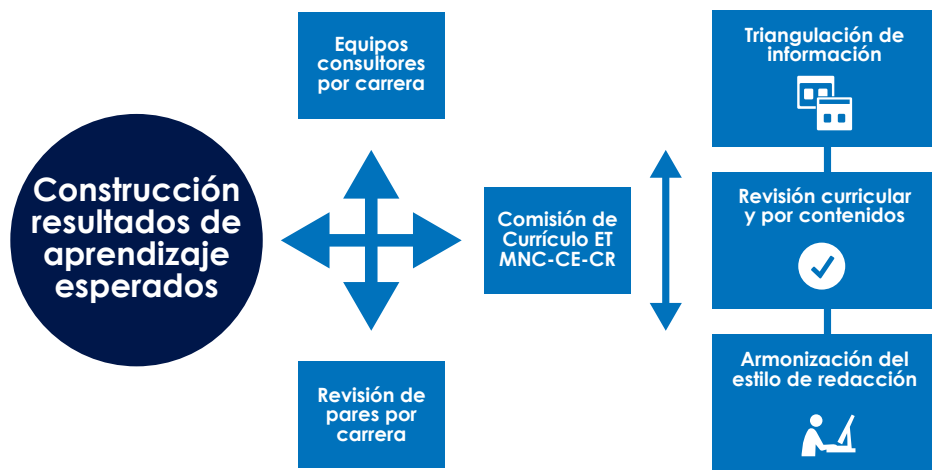 Construcción
resultados de
aprendizaje
esperados
Equipos
consultores
por carrera
Revisión de
pares por
carrera
Comisión de
Currículo ET
MNC-CE-CR
Triangulación de
información
Revisión curricular
y por contenidos
Armonización del
estilo de redacción